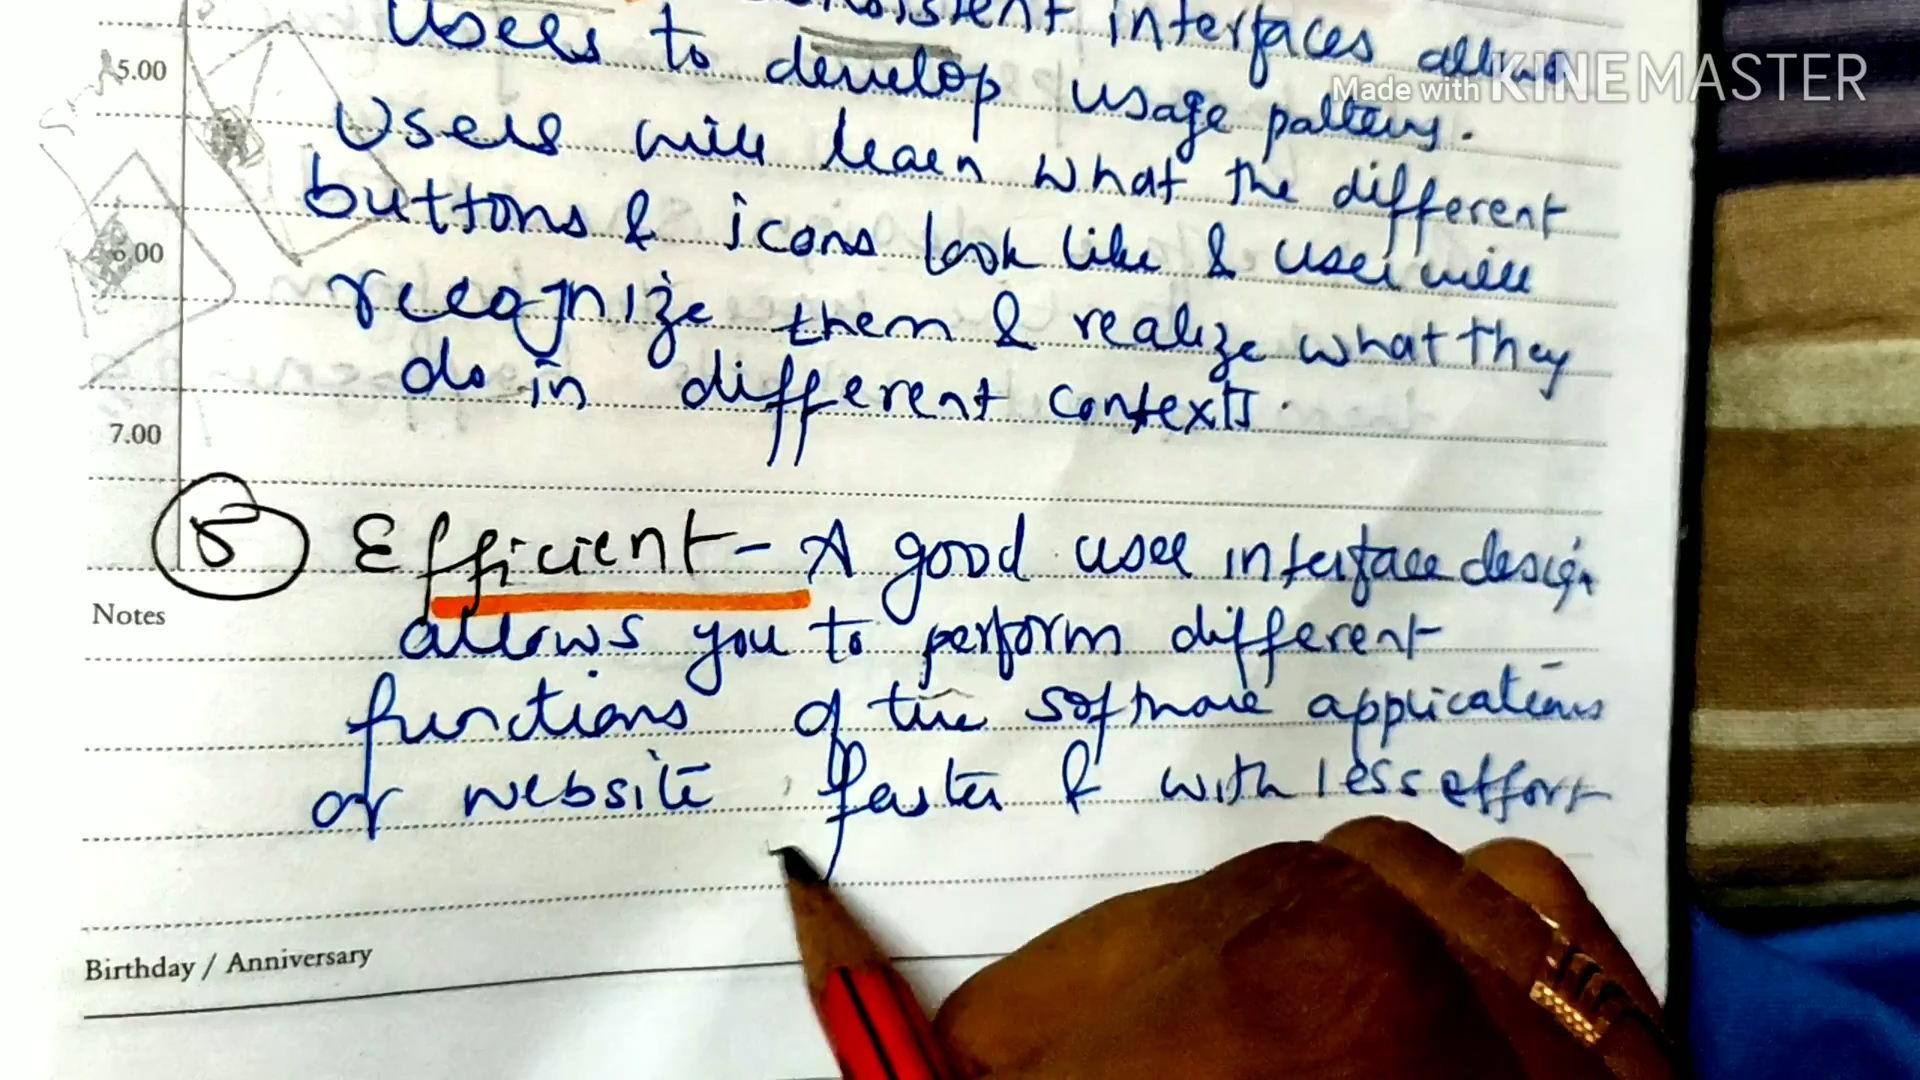 consistent interfaces allow
Users to develop usage patterns.
Users will learn what the different
buttons & icons look like & user will
recognize them & realize what they
do in different contexts.
5 Efficient - A good user interface design
allows you to perform different
functions of the software applications
or website faster & with less effort
5.00
6.00
7.00
Notes
Birthday / Anniversary
Made with KINEMASTER